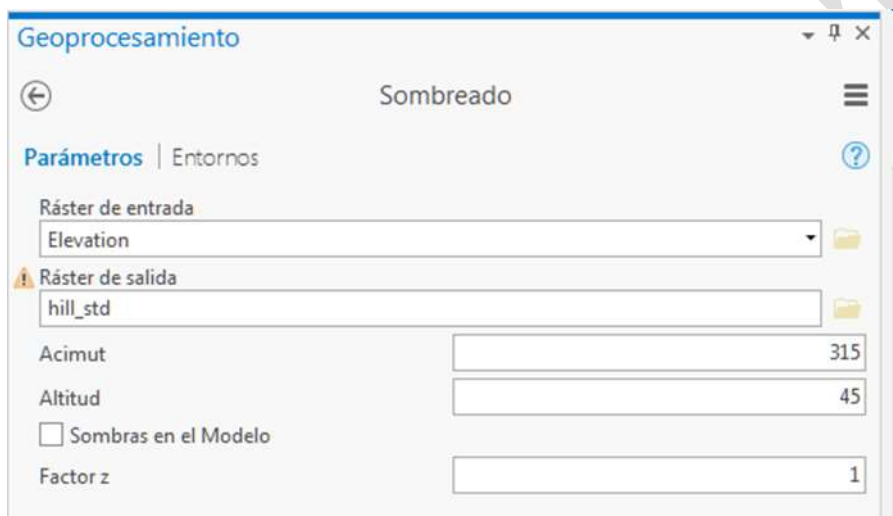 Geoprocesamiento
Sombreado
Parámetros | Entornos
Ráster de entrada
Elevation
Ráster de salida
hill_std
Acimut 315
Altitud 45
Sombras en el Modelo
Factor z 1